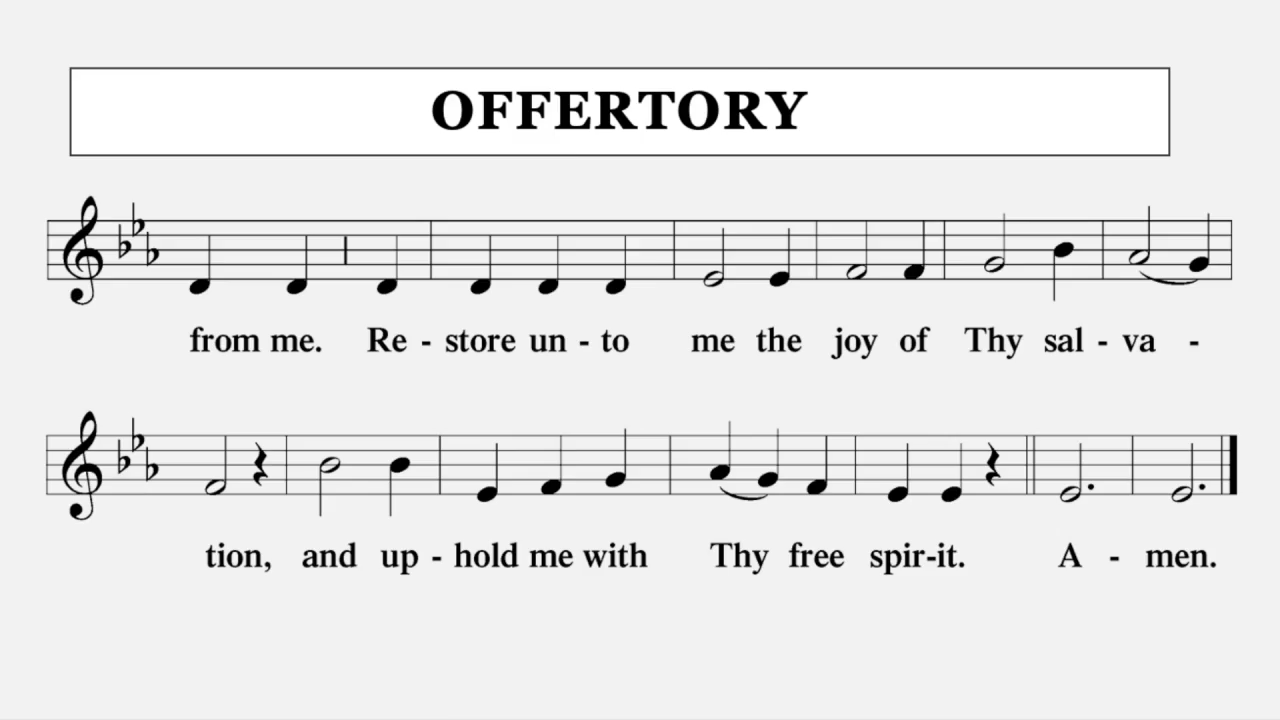 OFFERTORY
from me. Re - store un - to me the joy of Thy sal - va -
tion, and up - hold me with Thy free spir-it. A - men.